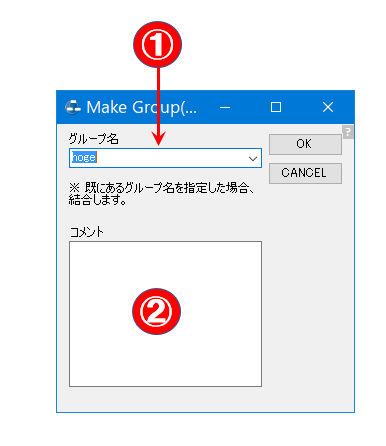 ①
Make Group(...
?
グループ名
OK
hoge
CANCEL
※ 既にあるグループ名を指定した場合、
結合します。
コメント
②